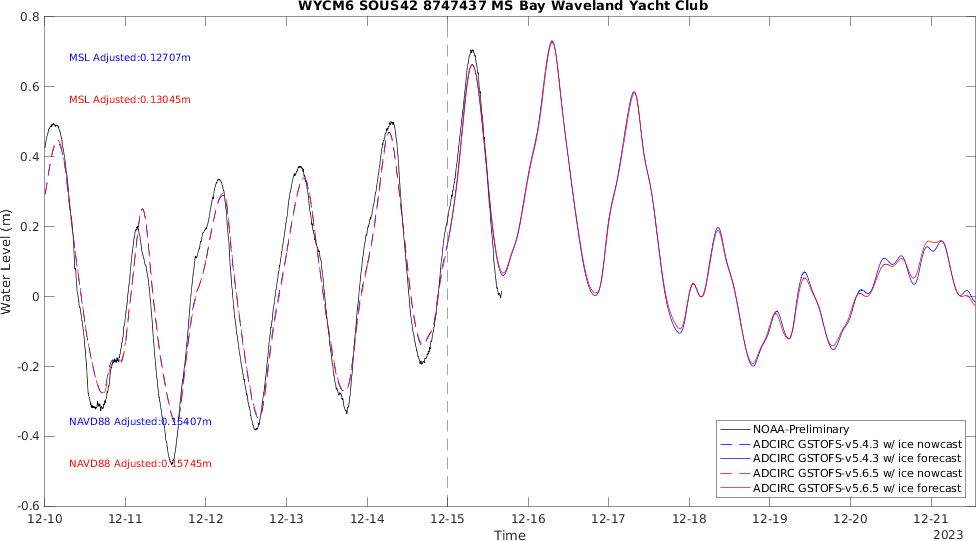 WYCM6 SOUS42 8747437 MS Bay Waveland Yacht Club
0.8
0.6
0.4
0.2
0
-0.2
-0.4
-0.6
Water Level (m)
MSL Adjusted:0.12707m
MSL Adjusted:0.13045m
NAVD88 Adjusted:0.15407m
NAVD88 Adjusted:0.15745m
NOAA-Preliminary
ADCIRC GSTOFS-v5.4.3 w/ ice nowcast
ADCIRC GSTOFS-v5.4.3 w/ ice forecast
ADCIRC GSTOFS-v5.6.5 w/ ice nowcast
ADCIRC GSTOFS-v5.6.5 w/ ice forecast
12-10 12-11 12-12 12-13 12-14 12-15 12-16 12-17 12-18 12-19 12-20 12-21
Time
2023